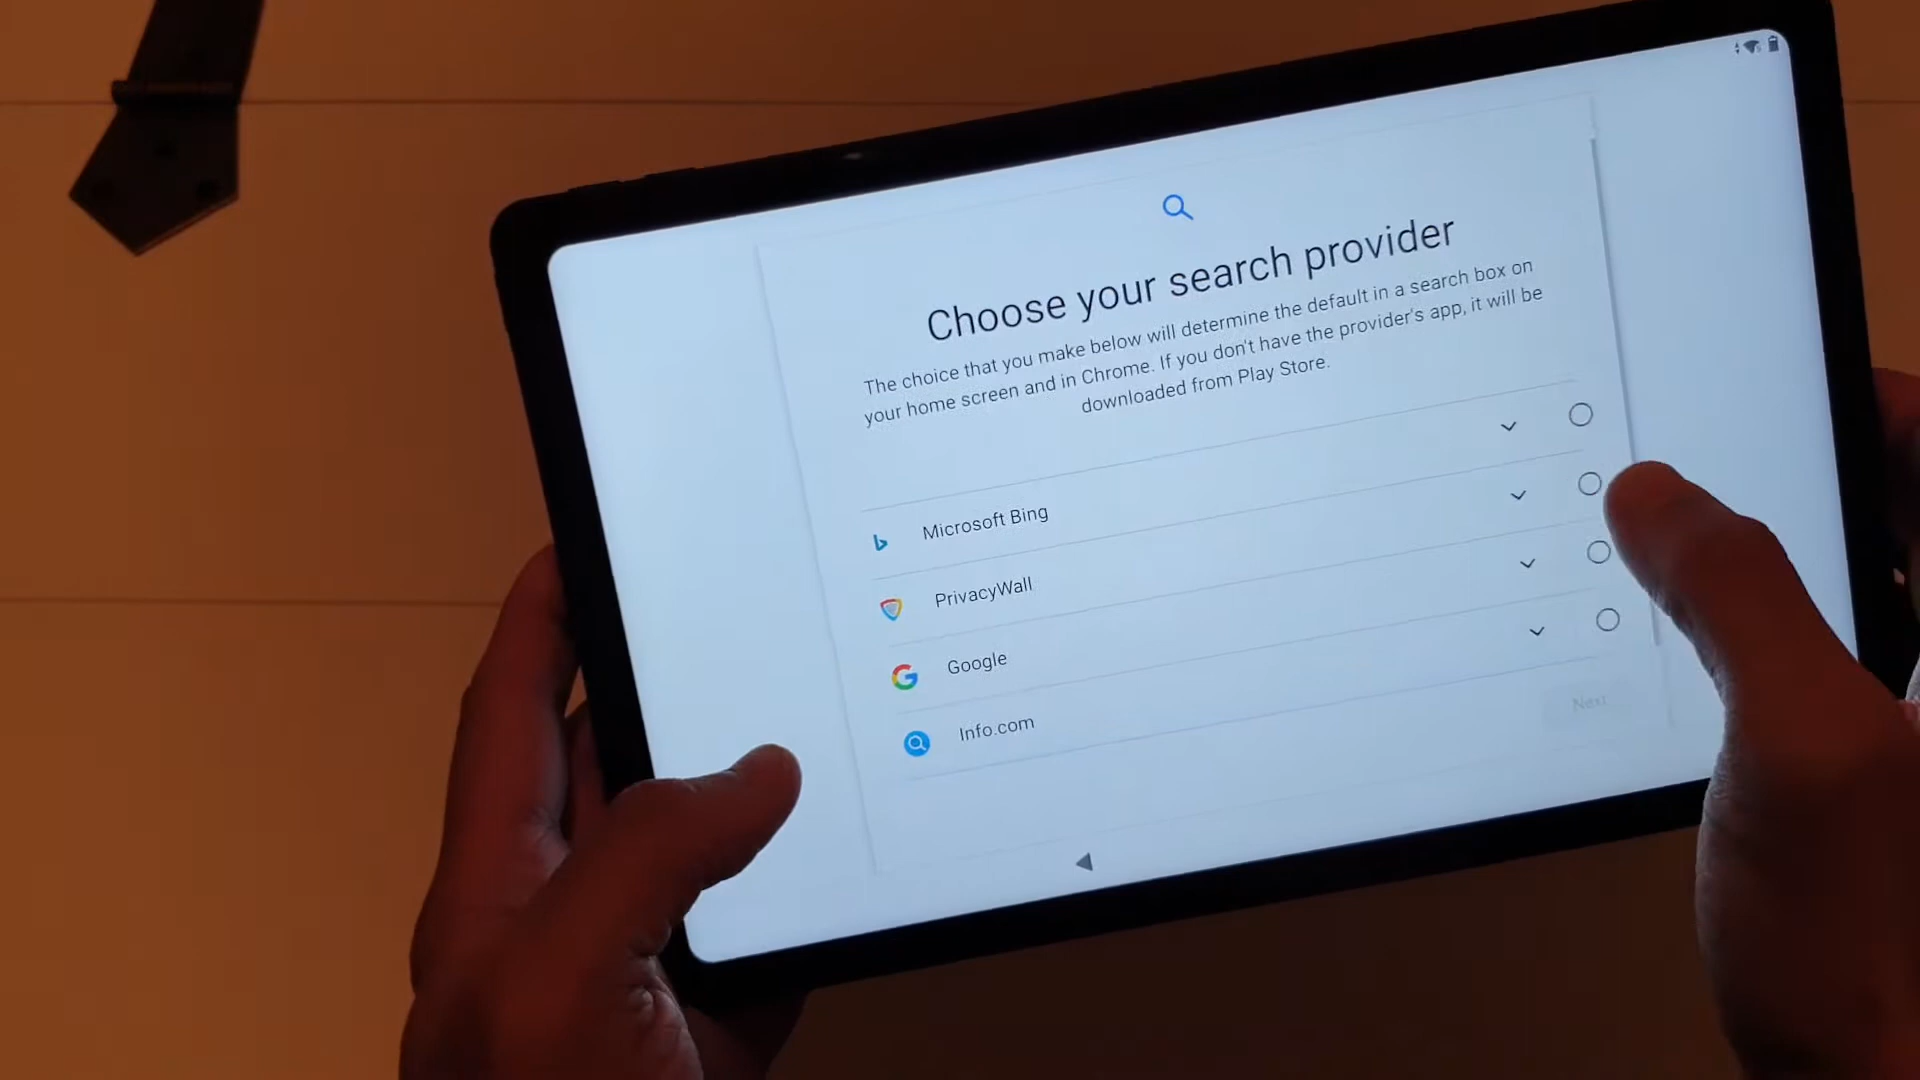 Choose your search provider
The choice that you make below will determine the default in a search box on
your home screen and in Chrome. If you don't have the provider's app, it will be
downloaded from Play Store.
Microsoft Bing
PrivacyWall
Google
Info.com
Next